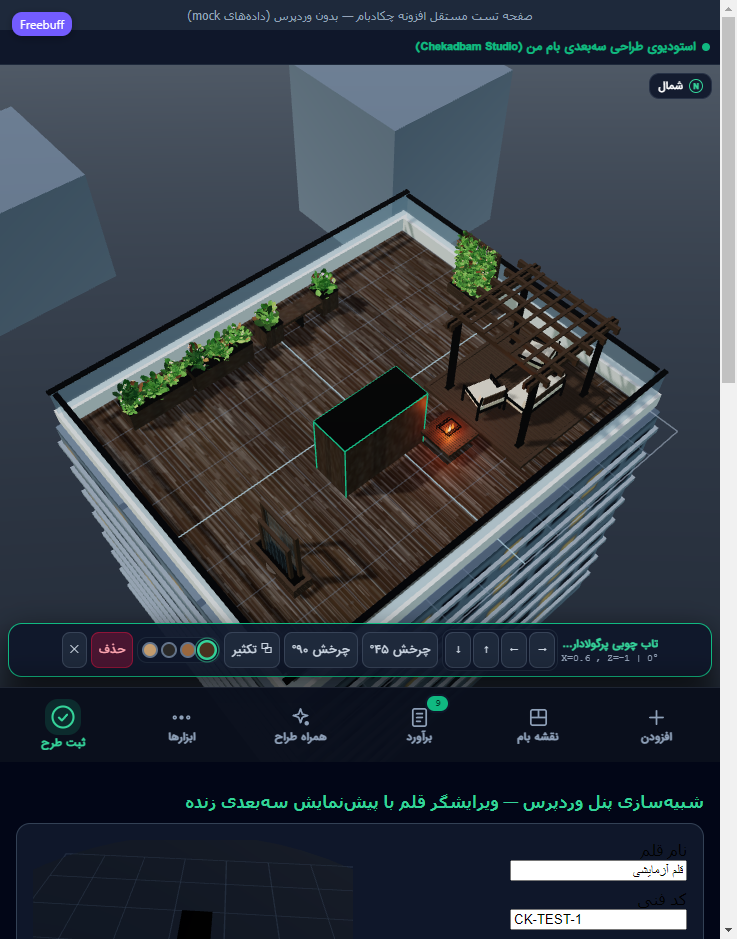 صفحه تست مستقل افزونه چکادبام — بدون وردپرس (داده‌های mock)
Freebuff
استودیوی طراحی سه‌بعدی بام من (Chekadbam Studio)
N شمال
تاب چوبی پرگولادار...
X=0.6 , Z=-1 | 0°
→ ← ↑ ↓ چرخش ۴۵° چرخش ۹۰° تکثیر حذف ×
افزودن
نقشه بام
9
برآورد
همراه طراح
ابزارها
ثبت طرح
شبیه‌سازی پنل وردپرس — ویرایشگر قلم با پیش‌نمایش سه‌بعدی زنده
نام قلم
قلم آزمایشی
کد فنی
CK-TEST-1